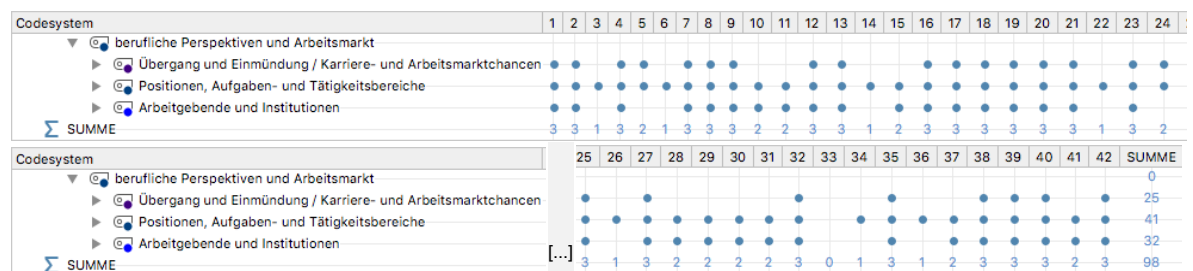 Codesystem 1 2 3 4 5 6 7 8 9 10 11 12 13 14 15 16 17 18 19 20 21 22 23 24
berufliche Perspektiven und Arbeitsmarkt
Übergang und Einmündung / Karriere- und Arbeitsmarktchancen
Positionen, Aufgaben- und Tätigkeitsbereiche
Arbeitgebende und Institutionen
Σ SUMME 3 3 1 3 2 1 3 3 3 2 2 3 3 1 2 3 3 3 3 3 3 1 3 2
Codesystem 25 26 27 28 29 30 31 32 33 34 35 36 37 38 39 40 41 42 SUMME
berufliche Perspektiven und Arbeitsmarkt 0
Übergang und Einmündung / Karriere- und Arbeitsmarktchancen 25
Positionen, Aufgaben- und Tätigkeitsbereiche 41
Arbeitgebende und Institutionen 32
Σ SUMME [...] 3 1 3 2 2 2 2 3 0 1 3 1 2 3 3 3 2 3 98